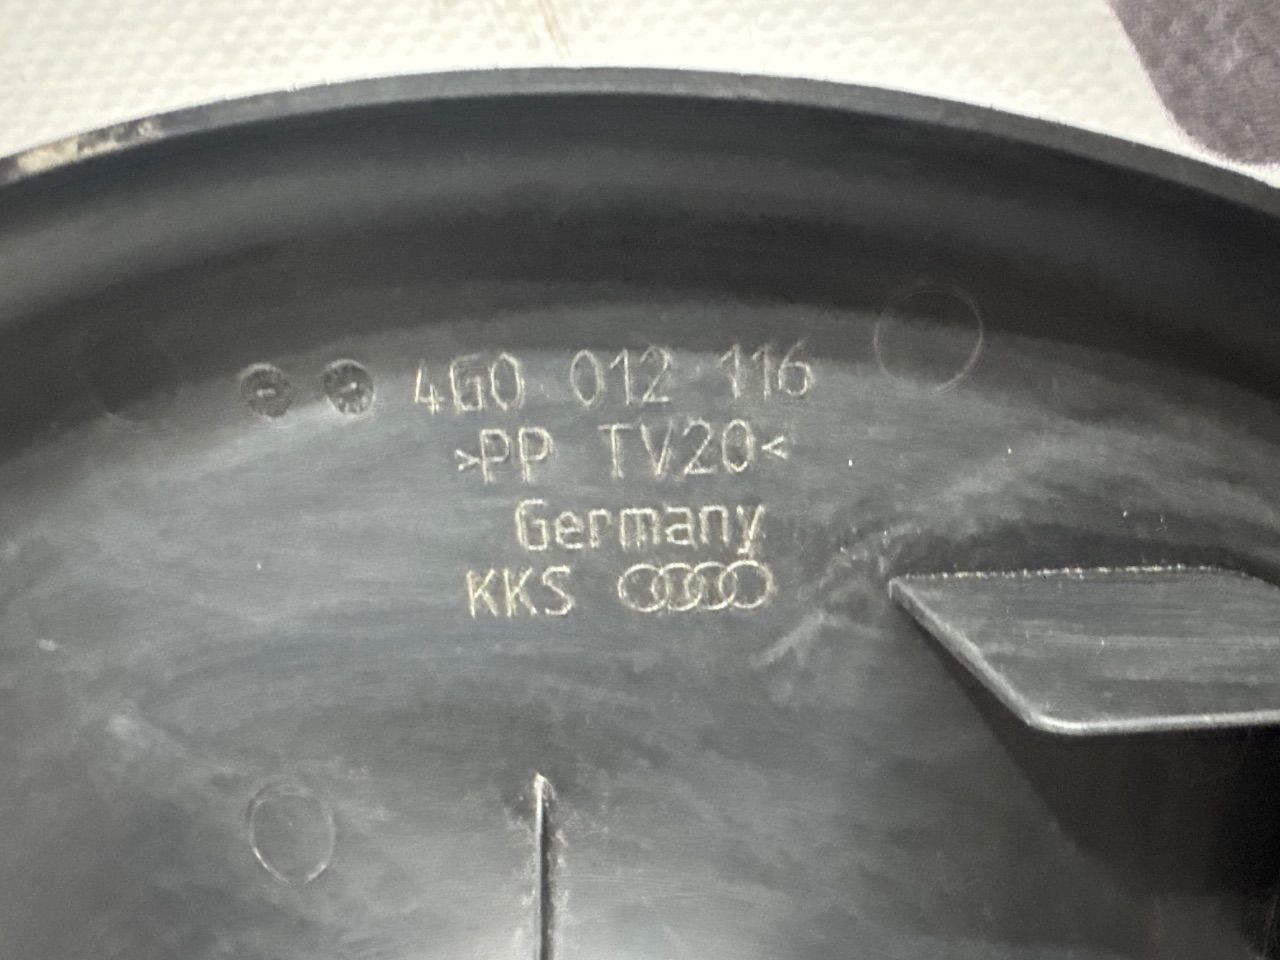 4G0 012 116
>PP TV20<
Germany
KKS